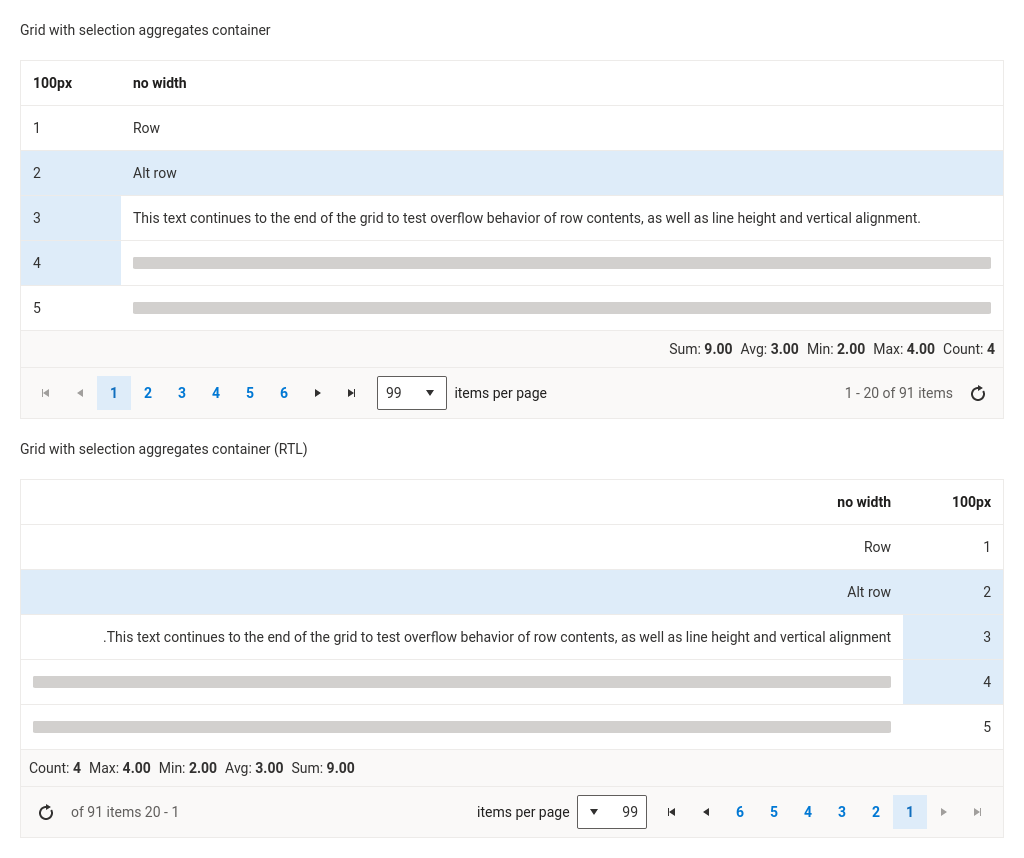 Grid with selection aggregates container
100px no width
1 Row
2 Alt row
3 This text continues to the end of the grid to test overflow behavior of row contents, as well as line height and vertical alignment.
4
5
Sum: 9.00 Avg: 3.00 Min: 2.00 Max: 4.00 Count: 4
1 2 3 4 5 6 99 items per page 1 - 20 of 91 items
Grid with selection aggregates container (RTL)
no width 100px
Row 1
Alt row 2
.This text continues to the end of the grid to test overflow behavior of row contents, as well as line height and vertical alignment 3
4
5
Count: 4 Max: 4.00 Min: 2.00 Avg: 3.00 Sum: 9.00
of 91 items 20 - 1 items per page 99 6 5 4 3 2 1